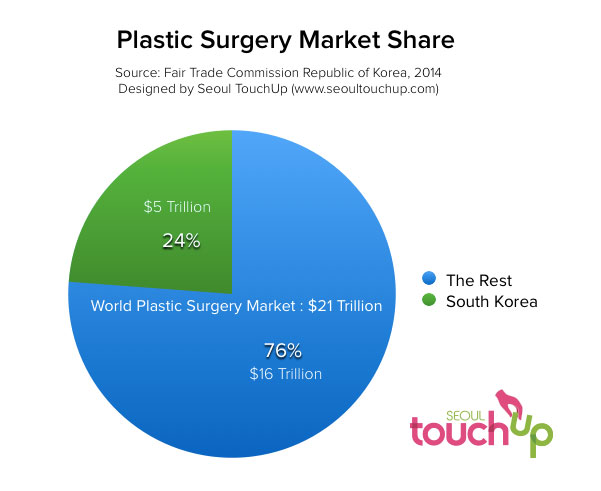 Plastic Surgery Market Share
Source: Fair Trade Commission Republic of Korea, 2014
Designed by Seoul TouchUp (www.seoultouchup.com)
$5 Trillion
24%
World Plastic Surgery Market : $21 Trillion
76%
$16 Trillion
The Rest
South Korea
SEOUL
touchup